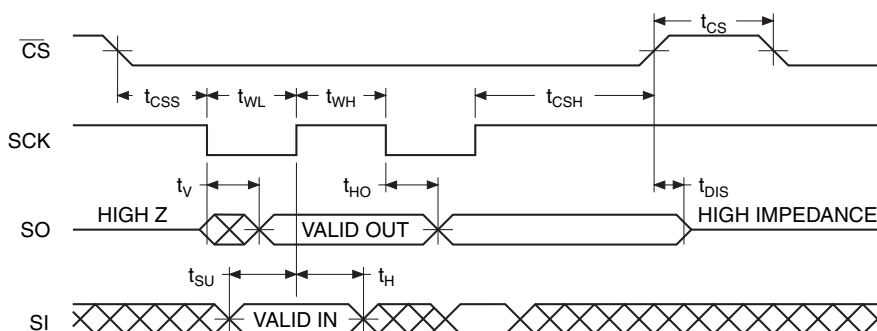 t_CS
C̅S̅
t_CSS t_WL t_WH t_CSH
SCK
t_V t_HO t_DIS
HIGH Z VALID OUT HIGH IMPEDANCE
SO
t_SU t_H
SI VALID IN